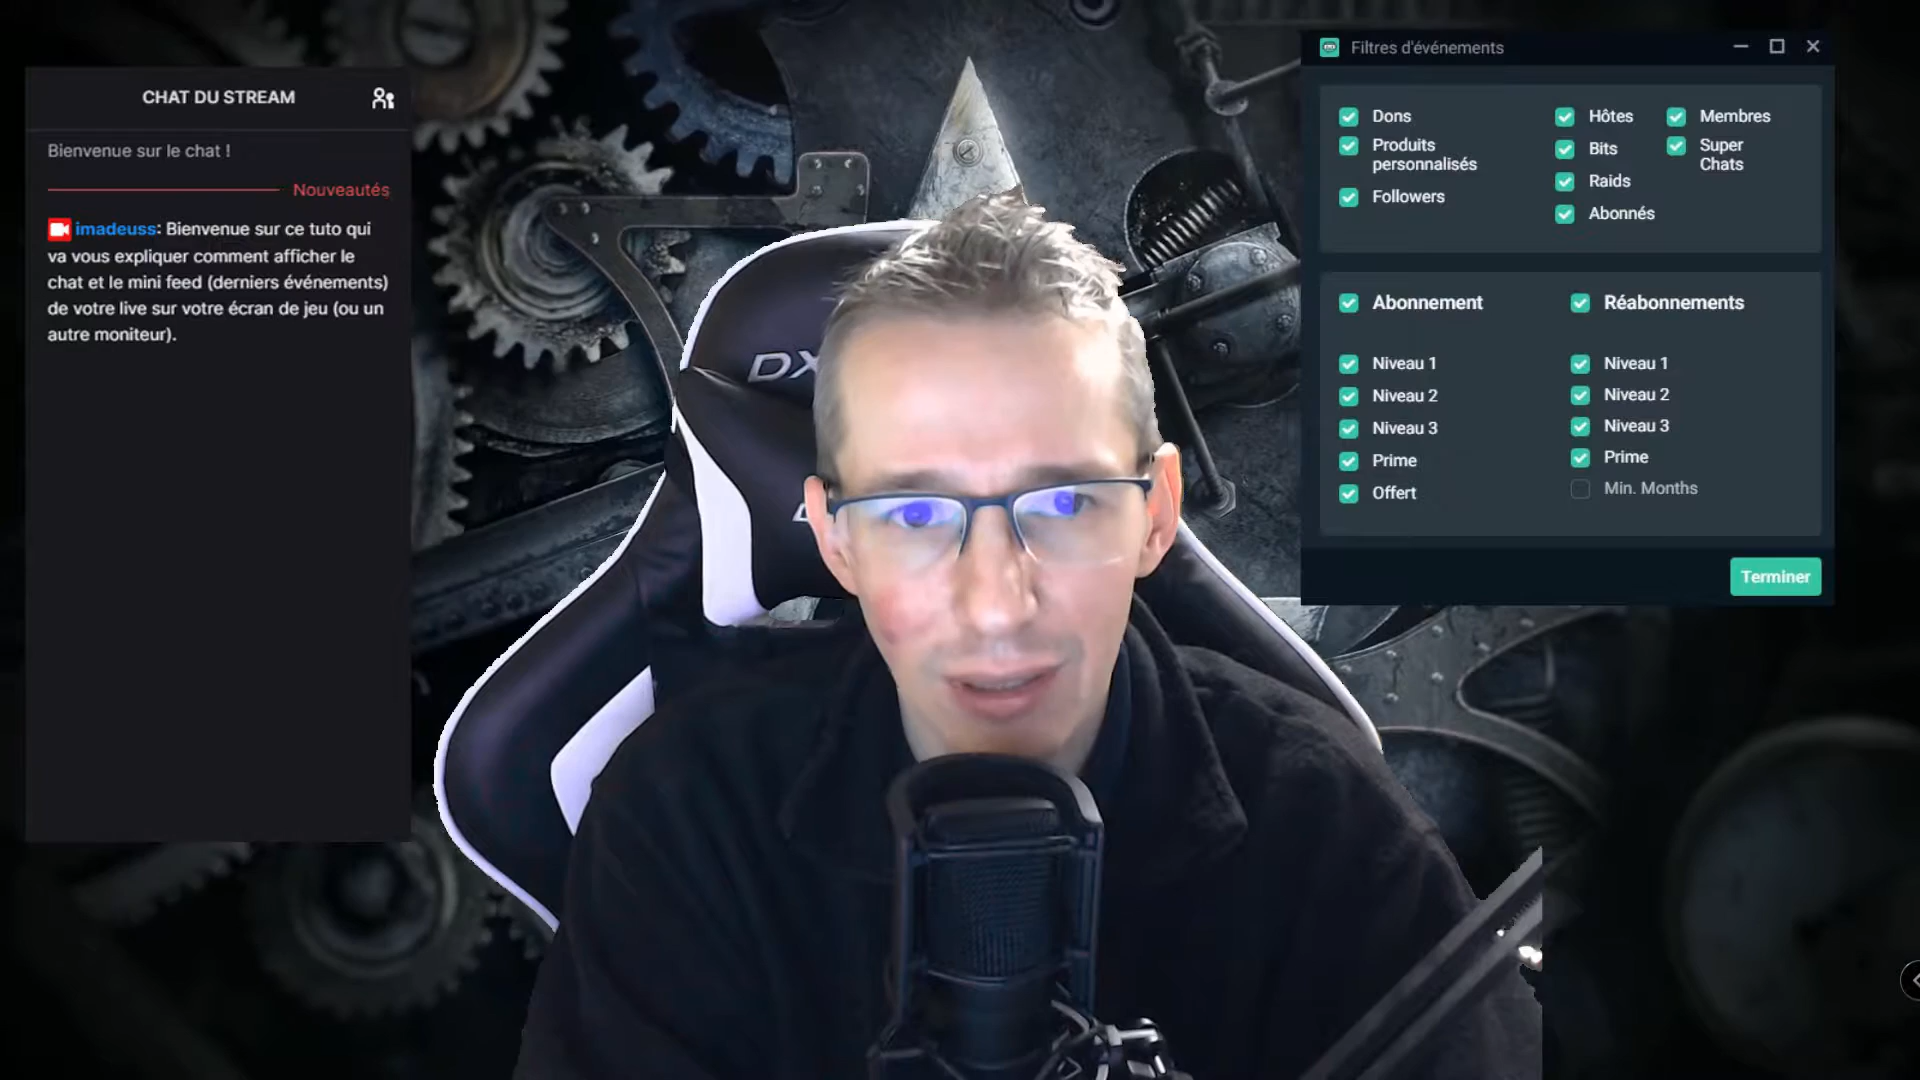 CHAT DU STREAM
Bienvenue sur le chat !
Nouveautés
imadeuss: Bienvenue sur ce tuto qui
va vous expliquer comment afficher le
chat et le mini feed (derniers événements)
de votre live sur votre écran de jeu (ou un
autre moniteur).
DX
Filtres d'événements
Dons
Produits
personnalisés
Followers
Hôtes
Bits
Raids
Abonnés
Membres
Super
Chats
Abonnement
Niveau 1
Niveau 2
Niveau 3
Prime
Offert
Réabonnements
Niveau 1
Niveau 2
Niveau 3
Prime
Min. Months
Terminer